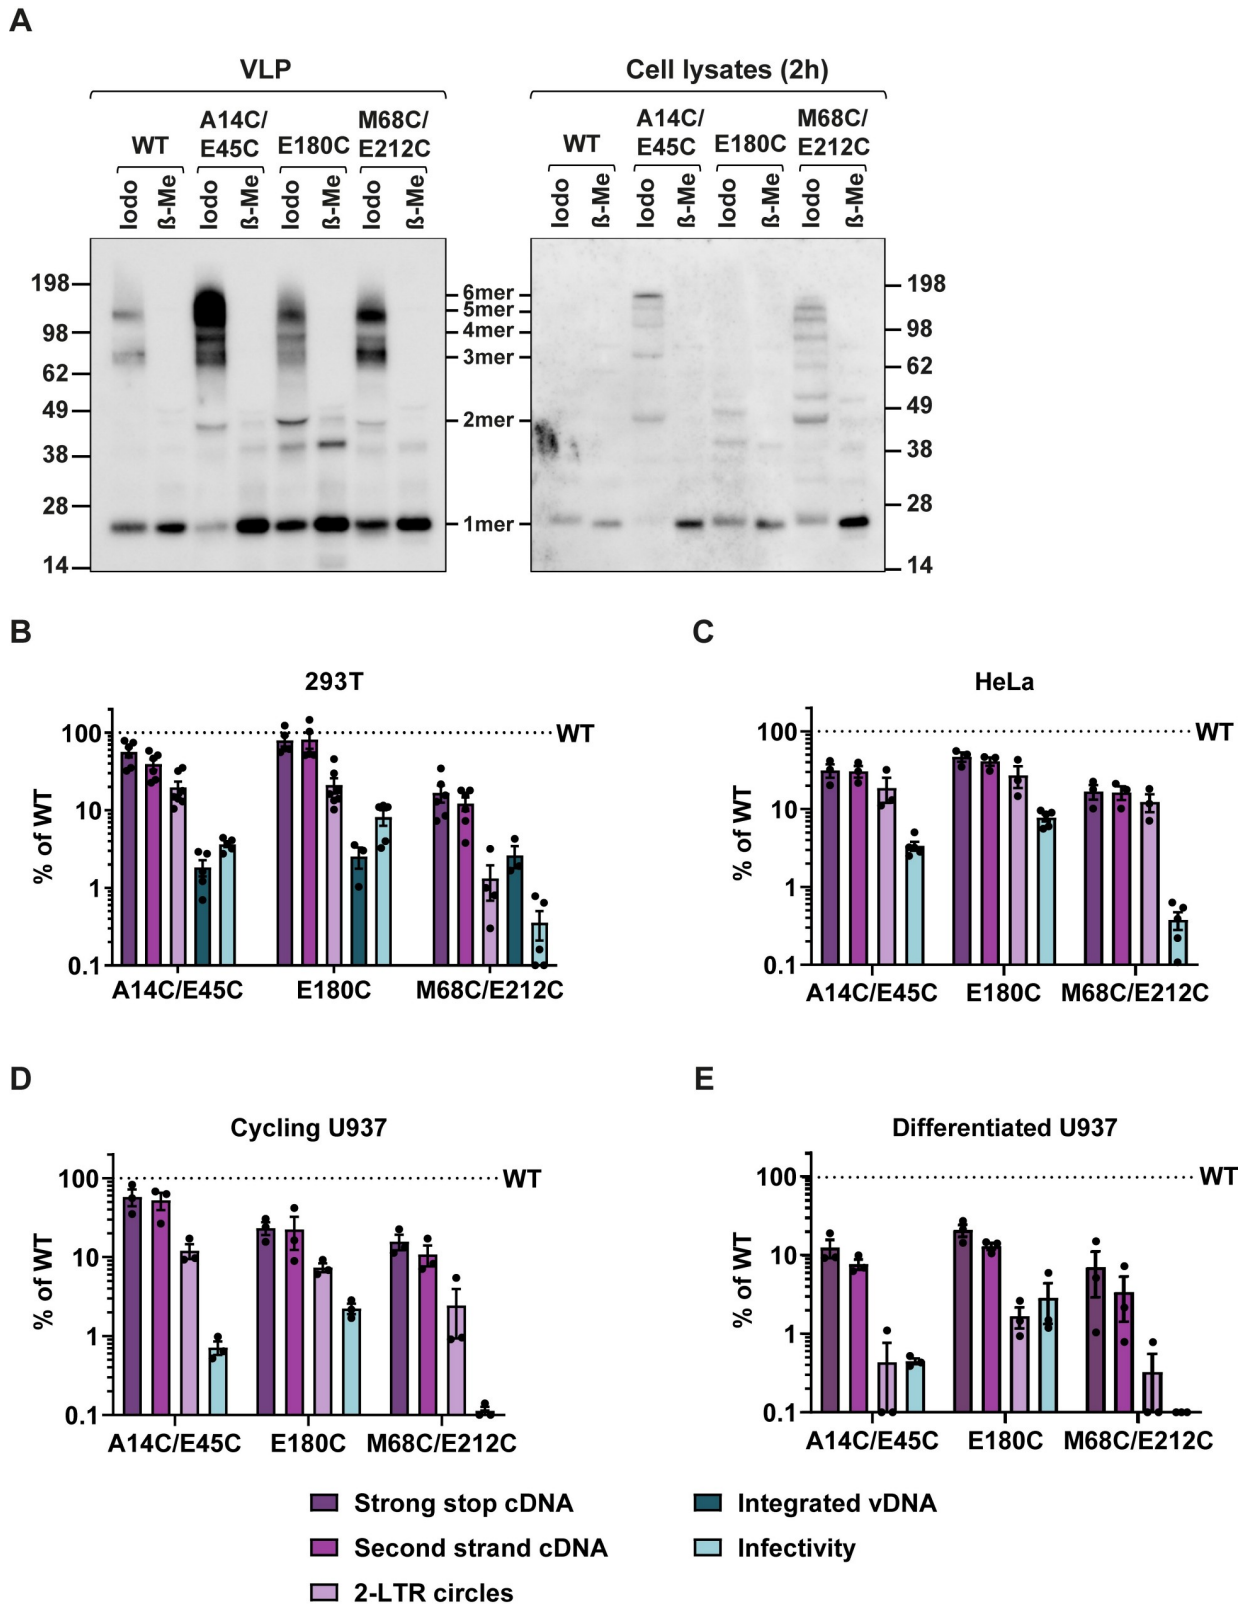 A
VLP
Cell lysates (2h)
WT
A14C/
E45C
E180C
M68C/
E212C
WT
A14C/
E45C
E180C
M68C/
E212C
Iodo
ß-Me
Iodo
ß-Me
Iodo
ß-Me
Iodo
ß-Me
Iodo
ß-Me
Iodo
ß-Me
Iodo
ß-Me
Iodo
ß-Me
198
98
62
49
38
28
14
6mer
5mer
4mer
3mer
2mer
1mer
198
98
62
49
38
28
14
B
293T
% of WT
100
10
1
0.1
WT
A14C/E45C
E180C
M68C/E212C
C
HeLa
% of WT
100
10
1
0.1
WT
A14C/E45C
E180C
M68C/E212C
D
Cycling U937
% of WT
100
10
1
0.1
WT
A14C/E45C
E180C
M68C/E212C
E
Differentiated U937
% of WT
100
10
1
0.1
WT
A14C/E45C
E180C
M68C/E212C
Strong stop cDNA
Second strand cDNA
2-LTR circles
Integrated vDNA
Infectivity